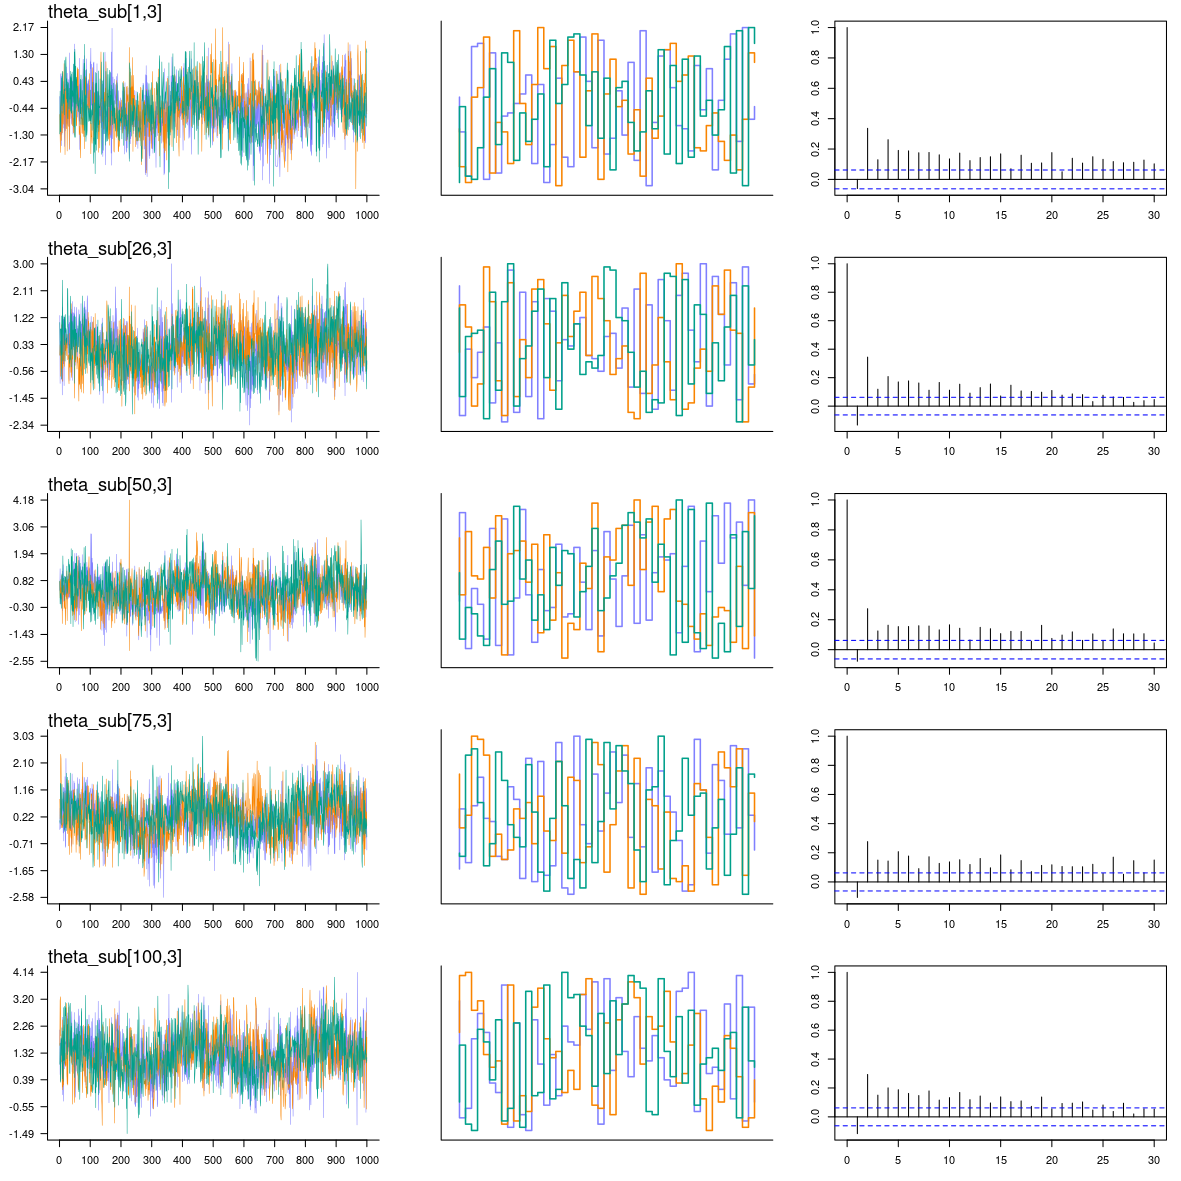 theta_sub[1,3]
2.17
1.30
0.43
-0.44
-1.30
-2.17
-3.04
0 100 200 300 400 500 600 700 800 900 1000
0.0 0.2 0.4 0.6 0.8 1.0
0 5 10 15 20 25 30
theta_sub[26,3]
3.00
2.11
1.22
0.33
-0.56
-1.45
-2.34
0 100 200 300 400 500 600 700 800 900 1000
0.0 0.2 0.4 0.6 0.8 1.0
0 5 10 15 20 25 30
theta_sub[50,3]
4.18
3.06
1.94
0.82
-0.30
-1.43
-2.55
0 100 200 300 400 500 600 700 800 900 1000
0.0 0.2 0.4 0.6 0.8 1.0
0 5 10 15 20 25 30
theta_sub[75,3]
3.03
2.10
1.16
0.22
-0.71
-1.65
-2.58
0 100 200 300 400 500 600 700 800 900 1000
0.0 0.2 0.4 0.6 0.8 1.0
0 5 10 15 20 25 30
theta_sub[100,3]
4.14
3.20
2.26
1.32
0.39
-0.55
-1.49
0 100 200 300 400 500 600 700 800 900 1000
0.0 0.2 0.4 0.6 0.8 1.0
0 5 10 15 20 25 30